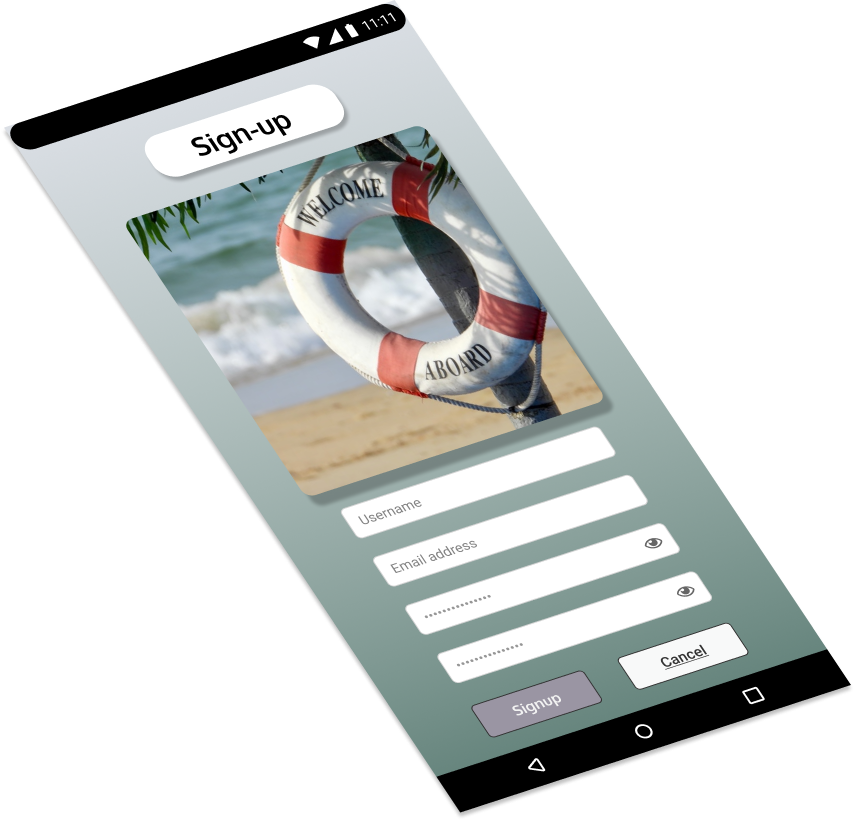 11:11
Sign-up
WELCOME
ABOARD
Username
Email address
Cancel
Signup